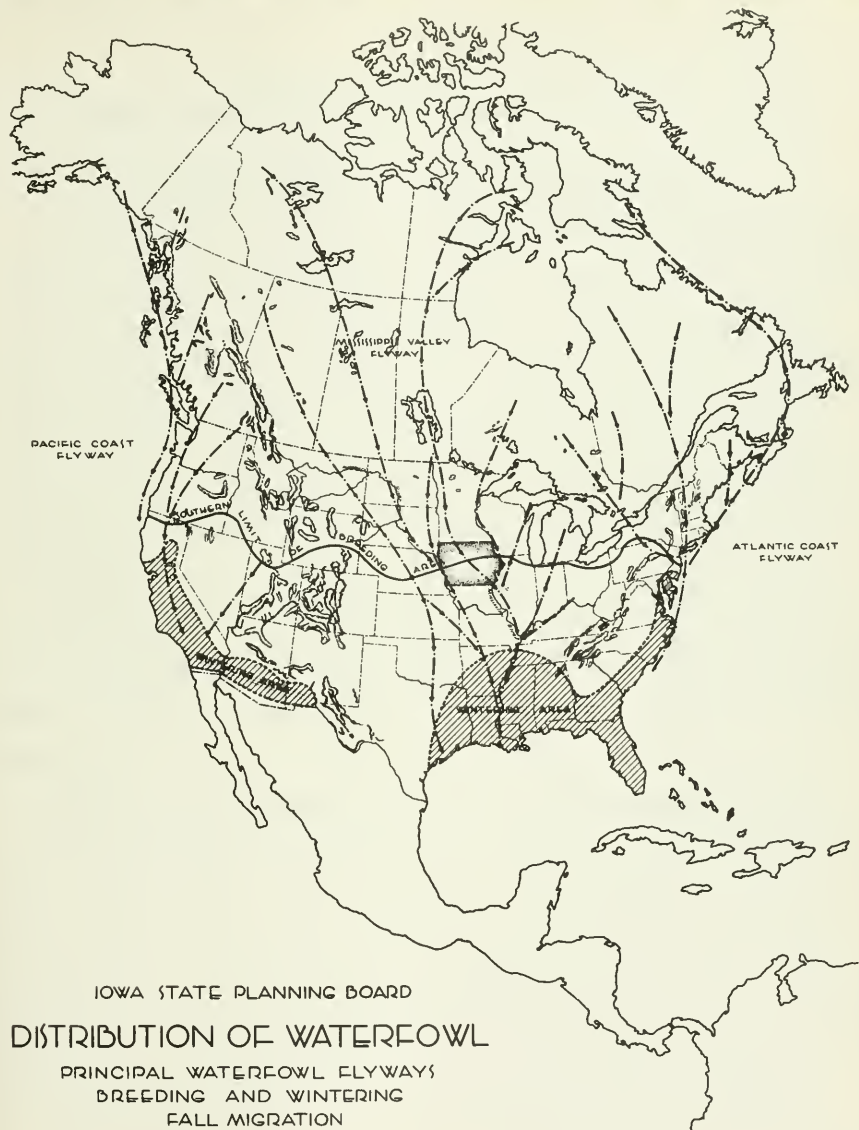 MISSISSIPPI VALLEY
FLYWAY
PACIFIC COAST
FLYWAY
SOUTHERN LIMIT OF BREEDING AREA
ATLANTIC COAST
FLYWAY
WINTERING AREA
WINTERING AREA
IOWA STATE PLANNING BOARD
DISTRIBUTION OF WATERFOWL
PRINCIPAL WATERFOWL FLYWAYS
BREEDING AND WINTERING
FALL MIGRATION